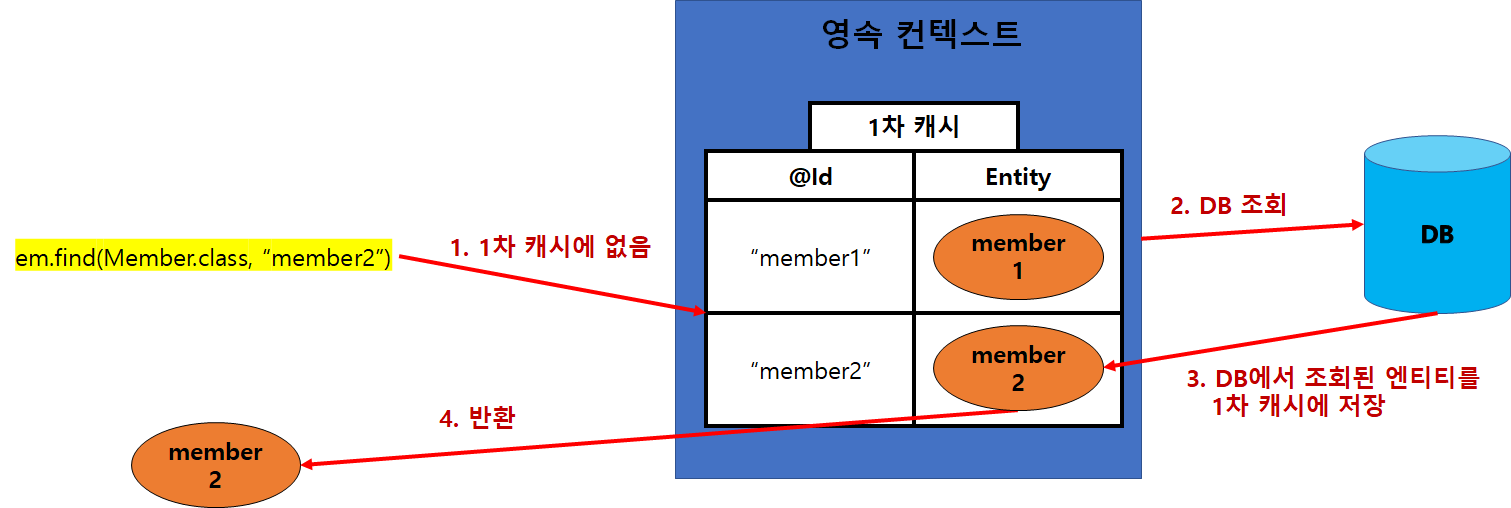 영속 컨텍스트
1차 캐시
@Id
Entity
“member1”
member
1
“member2”
member
2
em.find(Member.class, “member2”)
1. 1차 캐시에 없음
2. DB 조회
DB
3. DB에서 조회된 엔티티를
1차 캐시에 저장
4. 반환
member
2